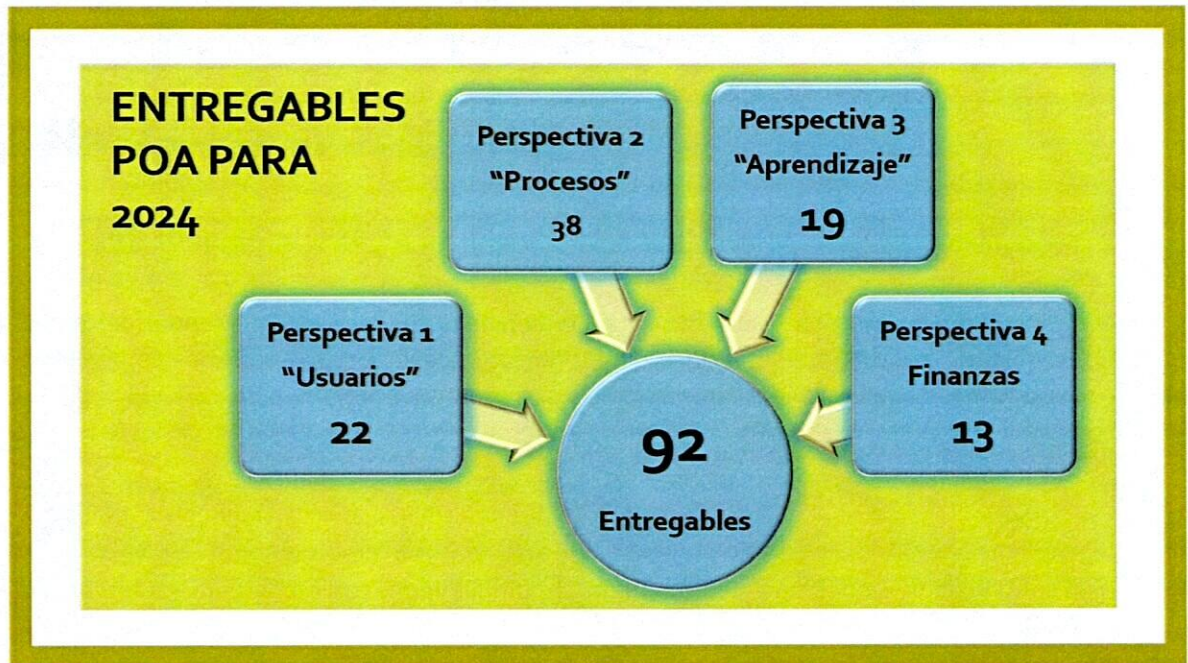 ENTREGABLES
POA PARA
2024
Perspectiva 1
“Usuarios”
22
Perspectiva 2
“Procesos”
38
Perspectiva 3
“Aprendizaje”
19
Perspectiva 4
Finanzas
13
92
Entregables